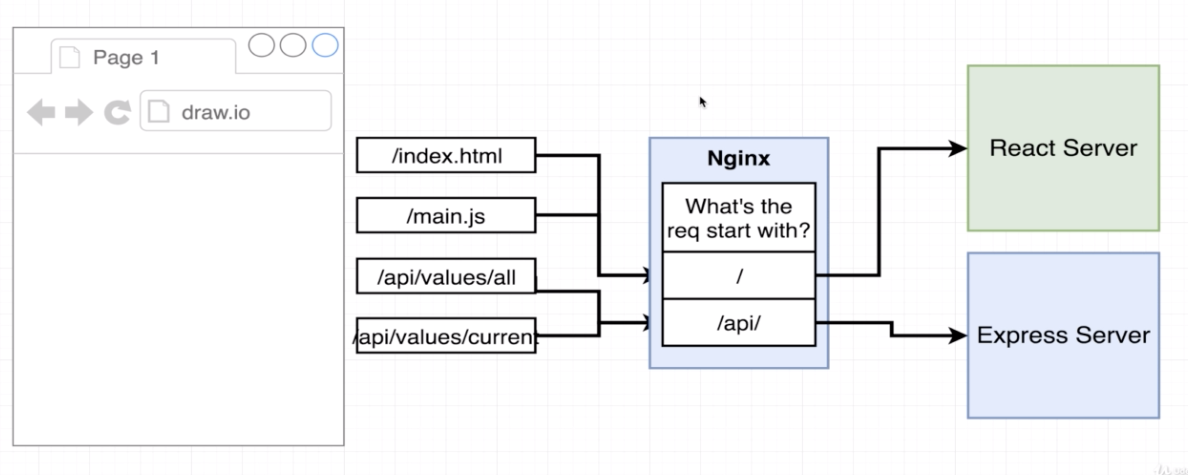 Page 1
draw.io
/index.html
/main.js
/api/values/all
/api/values/current
Nginx
What's the
req start with?
/
/api/
React Server
Express Server